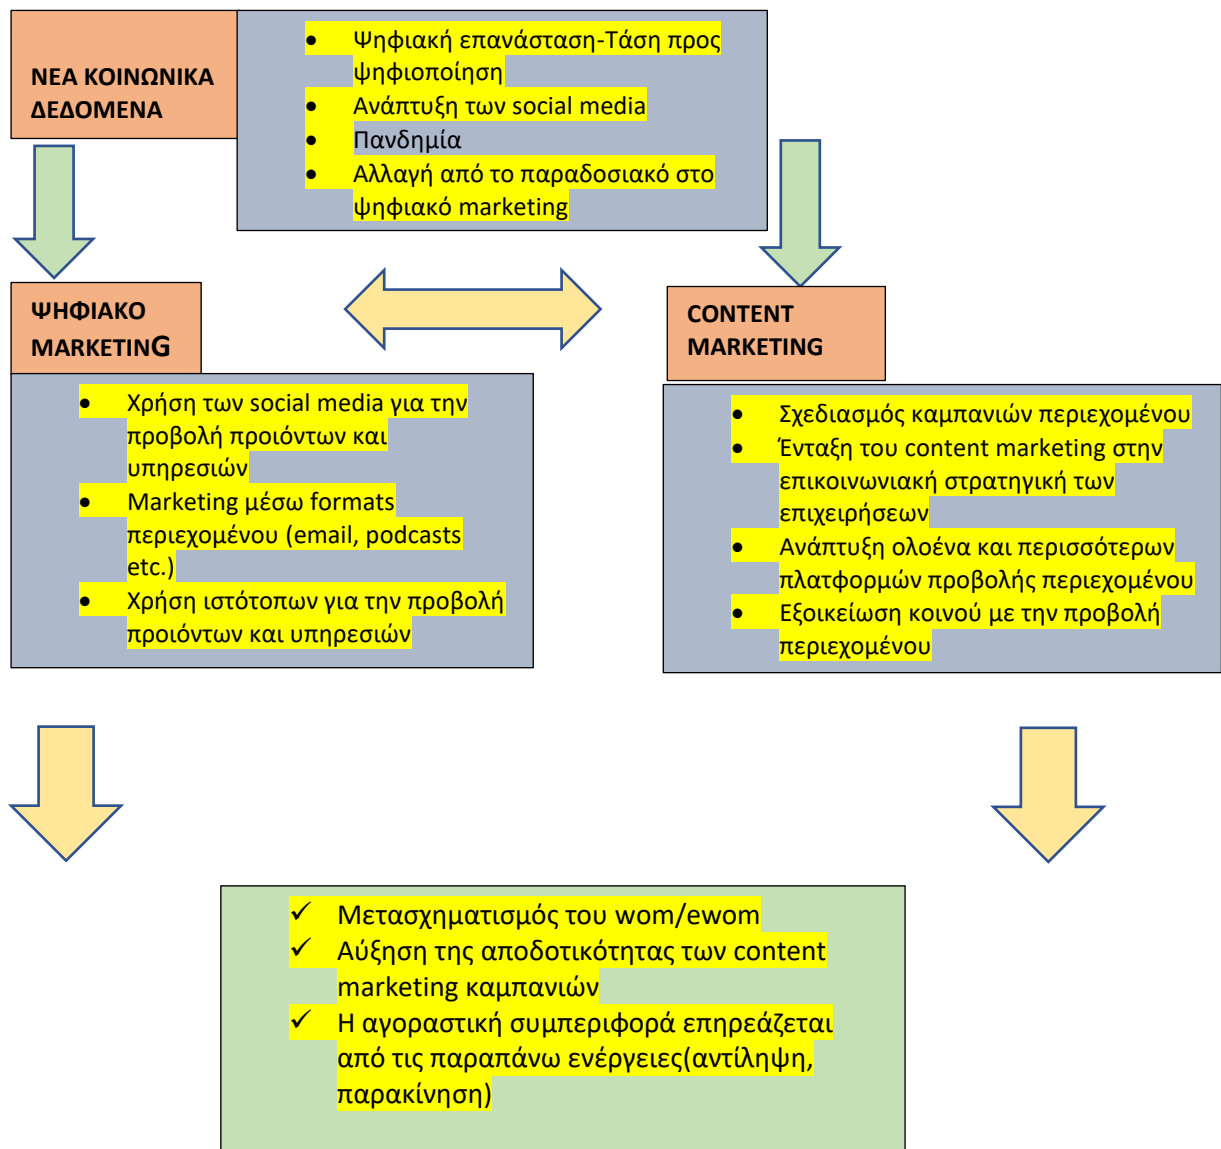 ΝΕΑ ΚΟΙΝΩΝΙΚΑ
ΔΕΔΟΜΕΝΑ
• Ψηφιακή επανάσταση-Τάση προς
ψηφιοποίηση
• Ανάπτυξη των social media
• Πανδημία
• Αλλαγή από το παραδοσιακό στο
ψηφιακό marketing
ΨΗΦΙΑΚΟ
MARKETING
• Χρήση των social media για την
προβολή προιόντων και
υπηρεσιών
• Marketing μέσω formats
περιεχομένου (email, podcasts
etc.)
• Χρήση ιστότοπων για την προβολή
προιόντων και υπηρεσιών
CONTENT
MARKETING
• Σχεδιασμός καμπανιών περιεχομένου
• Ένταξη του content marketing στην
επικοινωνιακή στρατηγική των
επιχειρήσεων
• Ανάπτυξη ολοένα και περισσότερων
πλατφορμών προβολής περιεχομένου
• Εξοικείωση κοινού με την προβολή
περιεχομένου
✓ Μετασχηματισμός του wom/ewom
✓ Αύξηση της αποδοτικότητας των content
marketing καμπανιών
✓ Η αγοραστική συμπεριφορά επηρεάζεται
από τις παραπάνω ενέργειες(αντίληψη,
παρακίνηση)